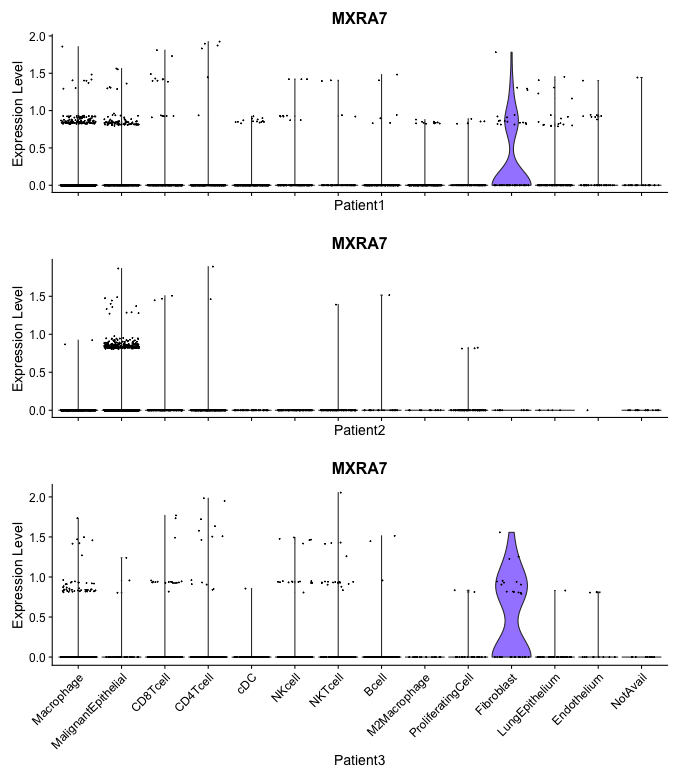 MXRA7
Expression Level
2.0
1.5
1.0
0.5
0.0
Patient1
MXRA7
Expression Level
1.5
1.0
0.5
0.0
Patient2
MXRA7
Expression Level
2.0
1.5
1.0
0.5
0.0
Macrophage
MalignantEpithelial
CD8Tcell
CD4Tcell
cDC
NKcell
NKTcell
Bcell
M2Macrophage
ProliferatingCell
Fibroblast
LungEpithelium
Endothelium
NotAvail
Patient3